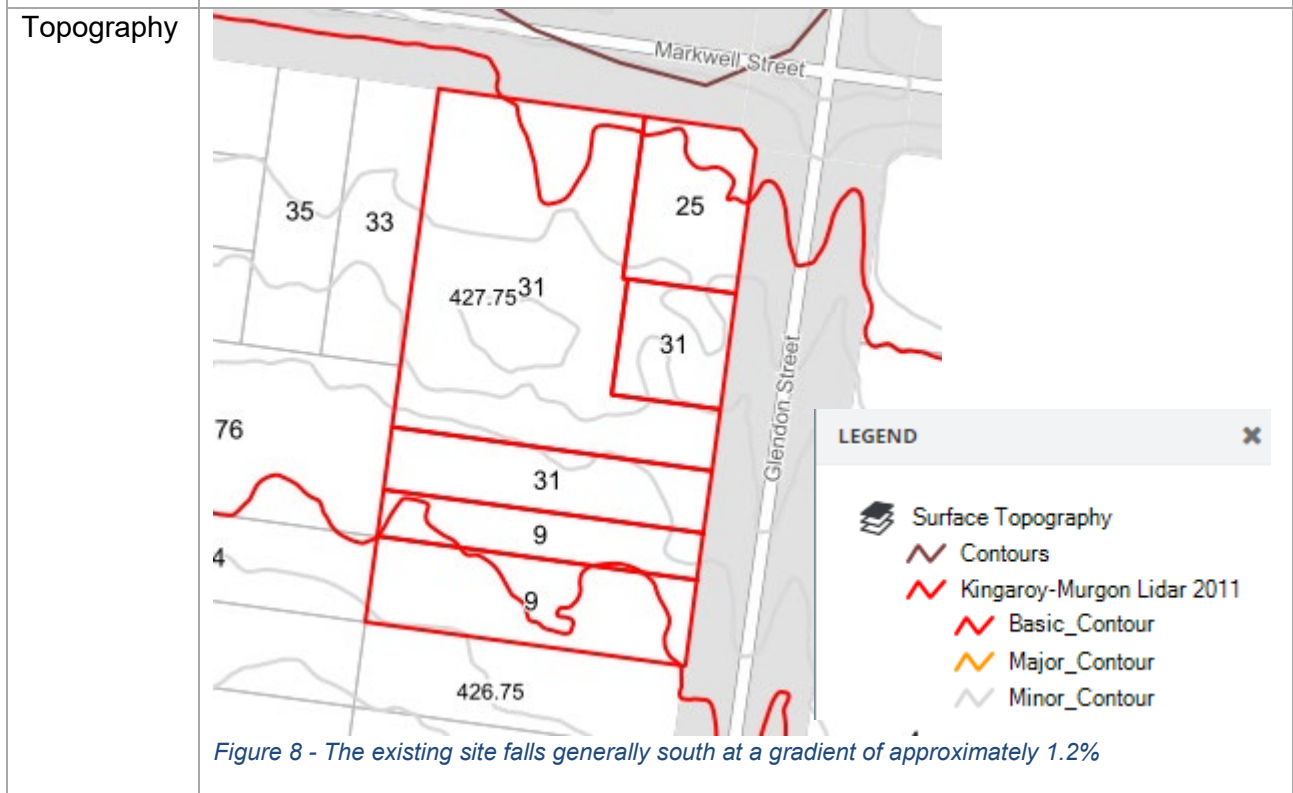 Topography
Markwell Street
35
33
25
427.75
31
31
Glendon Street
76
31
9
4
9
426.75
LEGEND
Surface Topography
Contours
Kingaroy-Murgon Lidar 2011
Basic_Contour
Major_Contour
Minor_Contour
Figure 8 - The existing site falls generally south at a gradient of approximately 1.2%